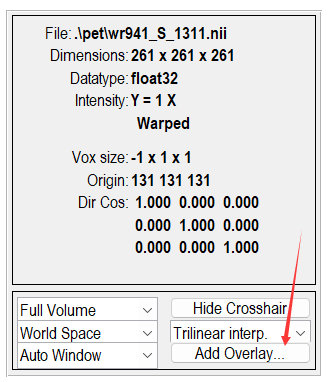 File: .\pet\wr941_S_1311.nii
Dimensions: 261 x 261 x 261
Datatype: float32
Intensity: Y = 1 X
Warped
Vox size: -1 x 1 x 1
Origin: 131 131 131
Dir Cos: 1.000 0.000 0.000
0.000 1.000 0.000
0.000 0.000 1.000
Full Volume Hide Crosshair
World Space Trilinear interp.
Auto Window Add Overlay...